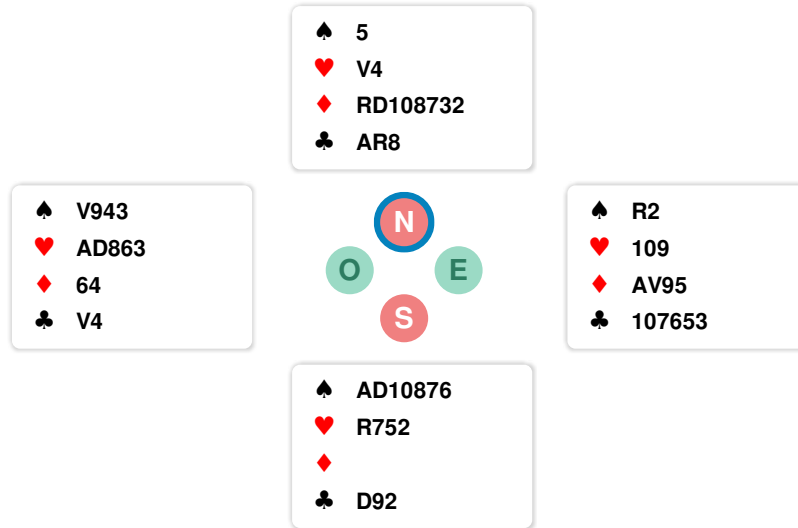 ♠ 5
♥ V4
♦ RD108732
♣ AR8
♠ V943
♥ AD863
♦ 64
♣ V4
N
O E
S
♠ R2
♥ 109
♦ AV95
♣ 107653
♠ AD10876
♥ R752
♦
♣ D92